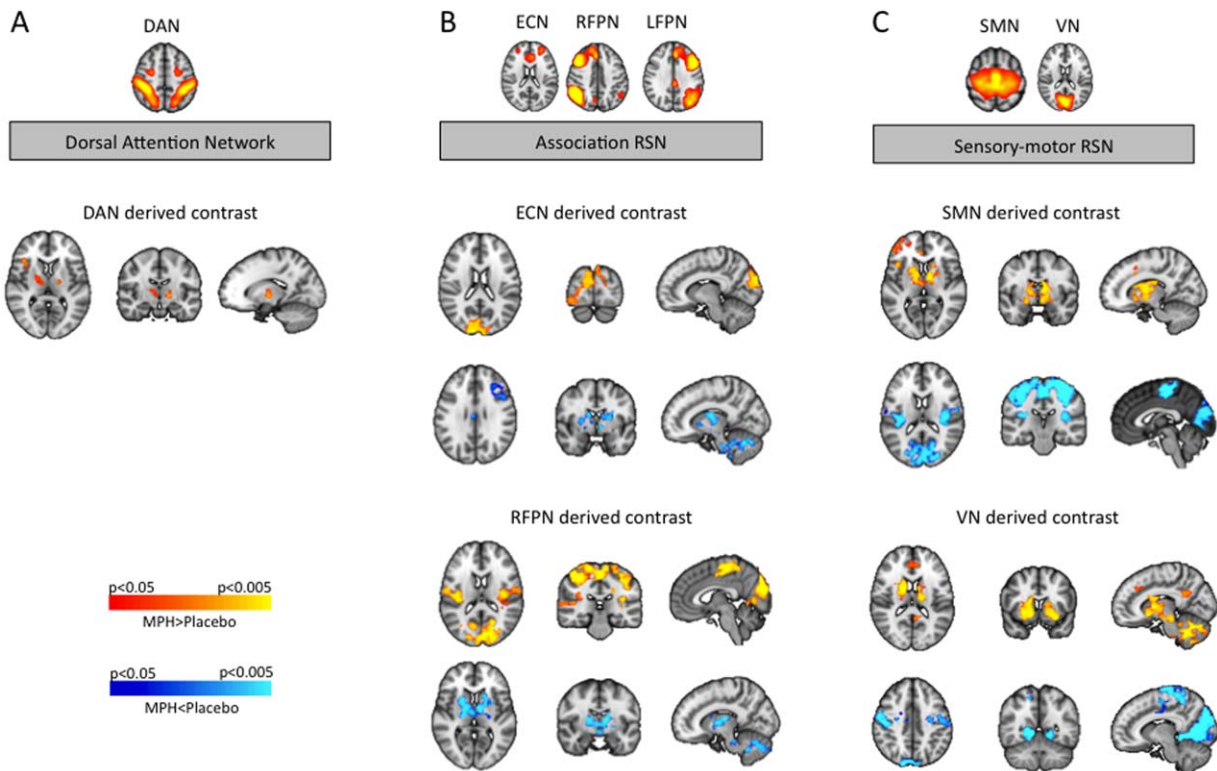 A
DAN
Dorsal Attention Network
DAN derived contrast
p<0.05 p<0.005
MPH>Placebo
p<0.05 p<0.005
MPH<Placebo
B
ECN RFPN LFPN
Association RSN
ECN derived contrast
RFPN derived contrast
C
SMN VN
Sensory-motor RSN
SMN derived contrast
VN derived contrast